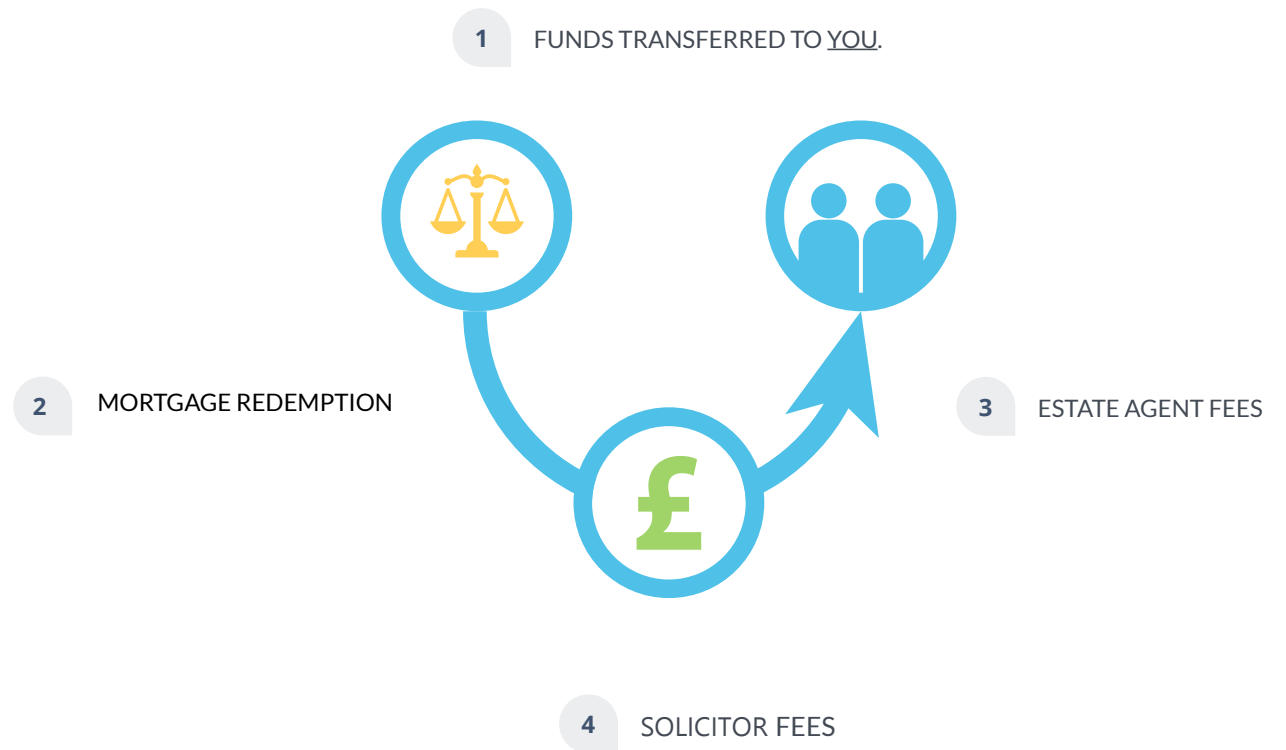 1 FUNDS TRANSFERRED TO YOU.
2 MORTGAGE REDEMPTION
3 ESTATE AGENT FEES
£
4 SOLICITOR FEES